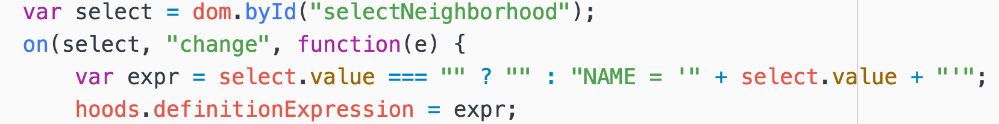 var select = dom.byId("selectNeighborhood");
on(select, "change", function(e) {
    var expr = select.value === "" ? "" : "NAME = '" + select.value + "'";
    hoods.definitionExpression = expr;